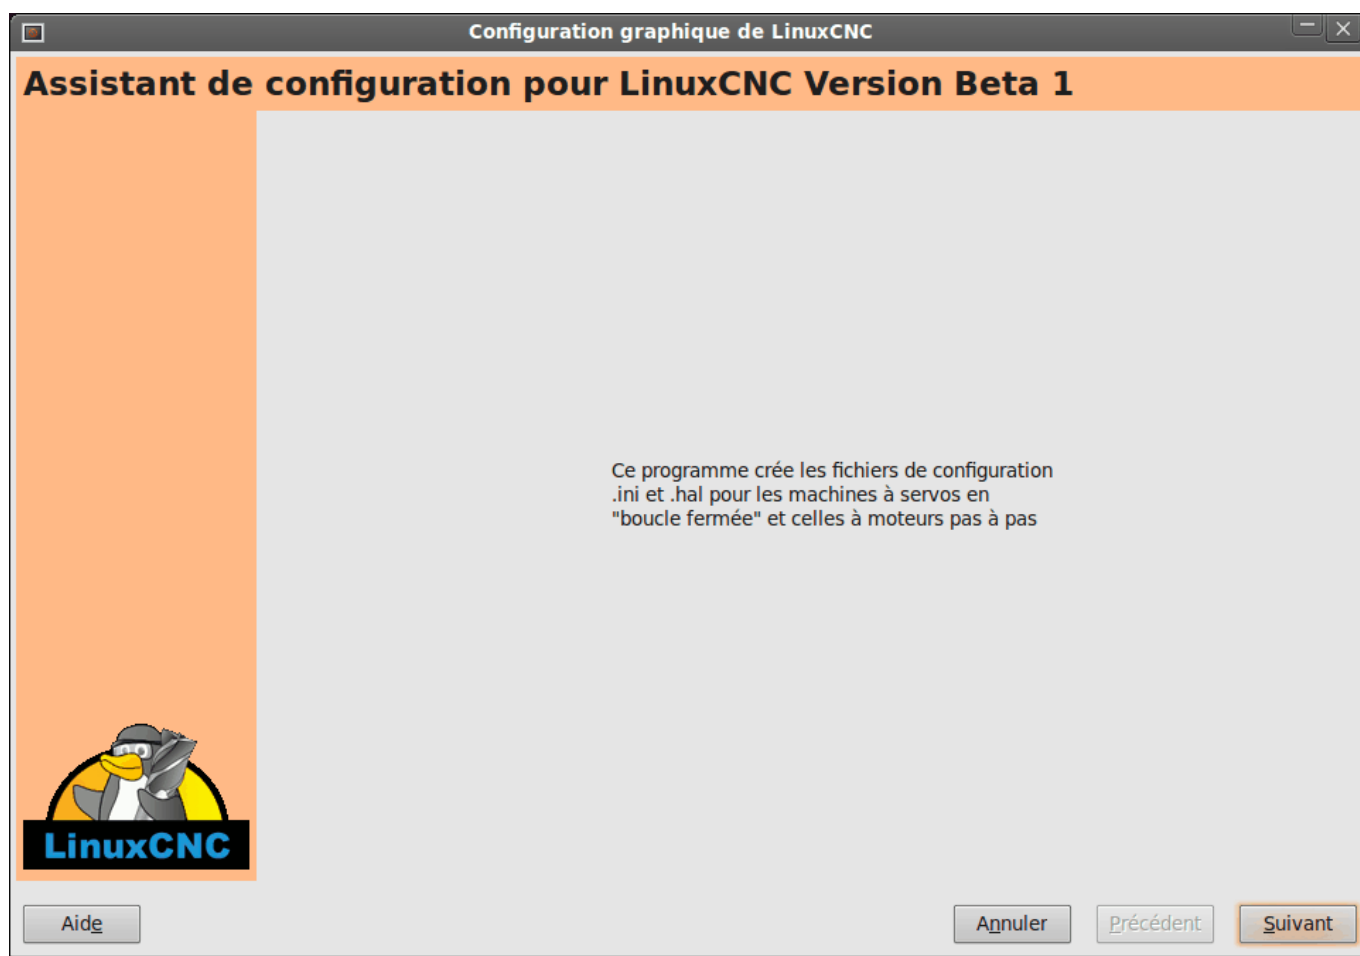 Configuration graphique de LinuxCNC
Assistant de configuration pour LinuxCNC Version Beta 1
Ce programme crée les fichiers de configuration
.ini et .hal pour les machines à servos en
"boucle fermée" et celles à moteurs pas à pas
LinuxCNC
Aide
Annuler
Précédent
Suivant